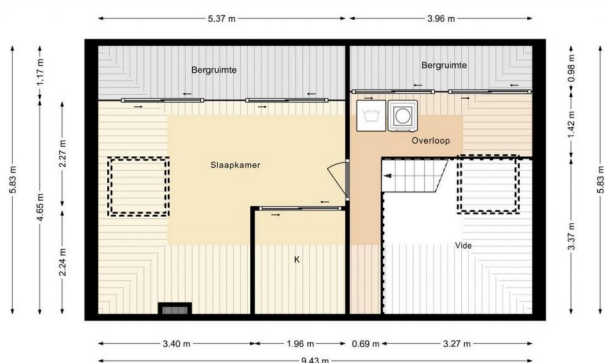 5.37 m
3.96 m
1.17 m
0.98 m
Bergruimte
Bergruimte
5.83 m
4.65 m
2.27 m
1.42 m
5.83 m
Overloop
Slaapkamer
2.24 m
3.37 m
Vide
K
3.40 m
1.96 m
0.69 m
3.27 m
9.43 m